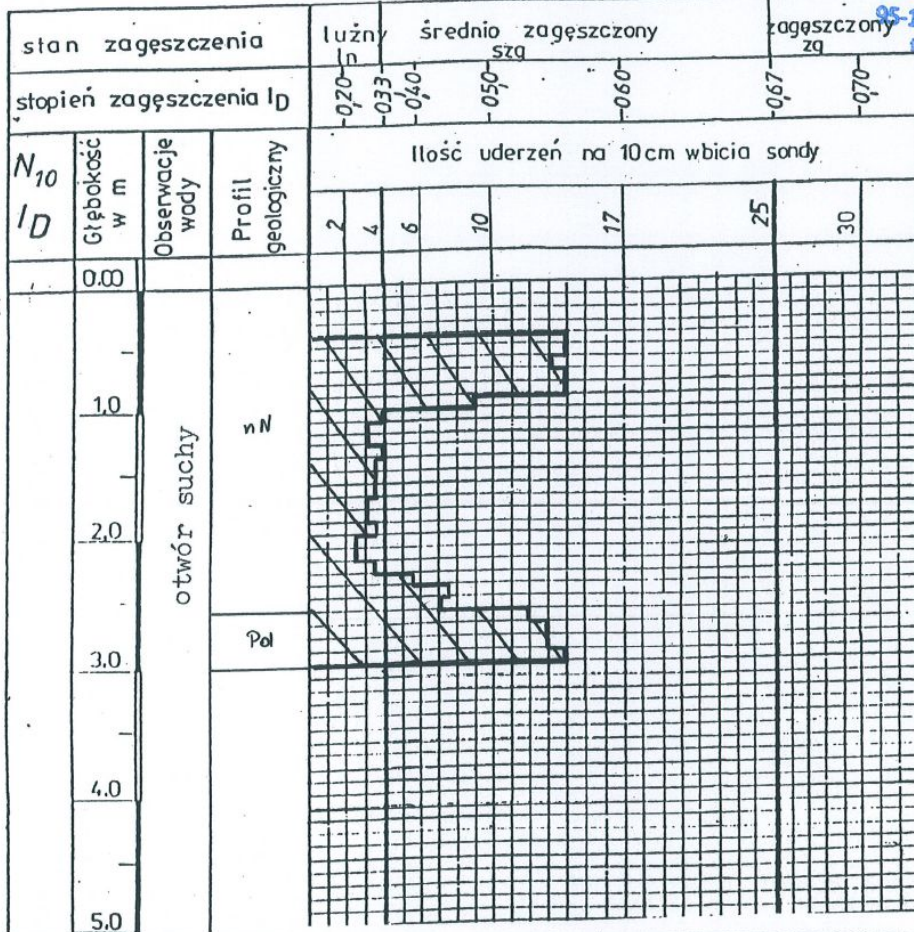 stan zagęszczenia
luźny
ln
średnio zagęszczony
szg
zagęszczony
zg
stopień zagęszczenia ID
0,20 0,33 0,40 0,50 0,60 0,67 0,70
N10
ID
Głębokość
w m
Obserwacje
wody
Profil
geologiczny
Ilość uderzeń na 10 cm wbicia sondy
2 4 6 10 17 25 30
0.00
1,0
2,0
3.0
4,0
5,0
otwór suchy
nN